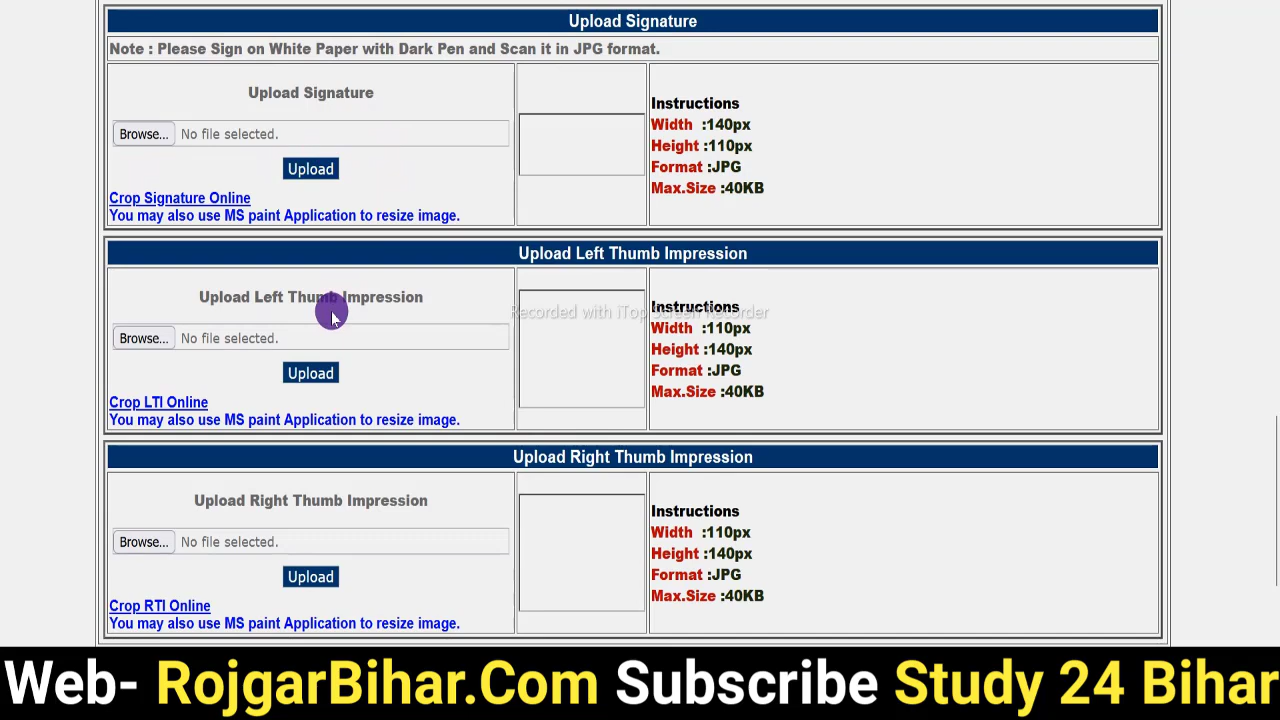 Upload Signature
Note : Please Sign on White Paper with Dark Pen and Scan it in JPG format.
Upload Signature
Browse... No file selected.
Upload
Crop Signature Online
You may also use MS paint Application to resize image.
Instructions
Width :140px
Height :110px
Format :JPG
Max.Size :40KB
Upload Left Thumb Impression
Upload Left Thumb Impression
Browse... No file selected.
Upload
Crop LTI Online
You may also use MS paint Application to resize image.
Instructions
Recorded with iTop Screen Recorder
Width :110px
Height :140px
Format :JPG
Max.Size :40KB
Upload Right Thumb Impression
Upload Right Thumb Impression
Browse... No file selected.
Upload
Crop RTI Online
You may also use MS paint Application to resize image.
Instructions
Width :110px
Height :140px
Format :JPG
Max.Size :40KB
Web- RojgarBihar.Com Subscribe Study 24 Bihar